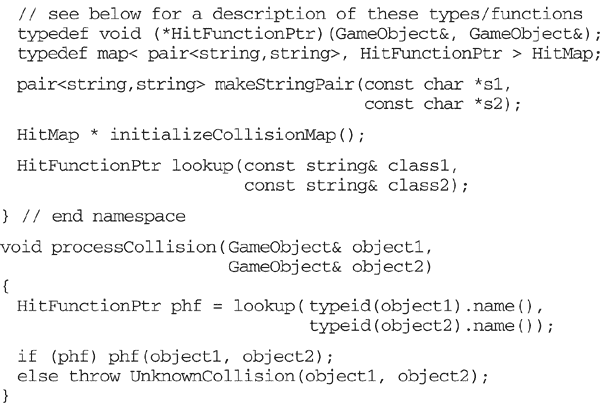 // see below for a description of these types/functions
typedef void (*HitFunctionPtr)(GameObject&, GameObject&);
typedef map< pair<string,string>, HitFunctionPtr > HitMap;
pair<string,string> makeStringPair(const char *s1,
const char *s2);
HitMap * initializeCollisionMap();
HitFunctionPtr lookup(const string& class1,
const string& class2);
} // end namespace
void processCollision(GameObject& object1,
GameObject& object2)
{
HitFunctionPtr phf = lookup(typeid(object1).name(),
typeid(object2).name());
if (phf) phf(object1, object2);
else throw UnknownCollision(object1, object2);
}